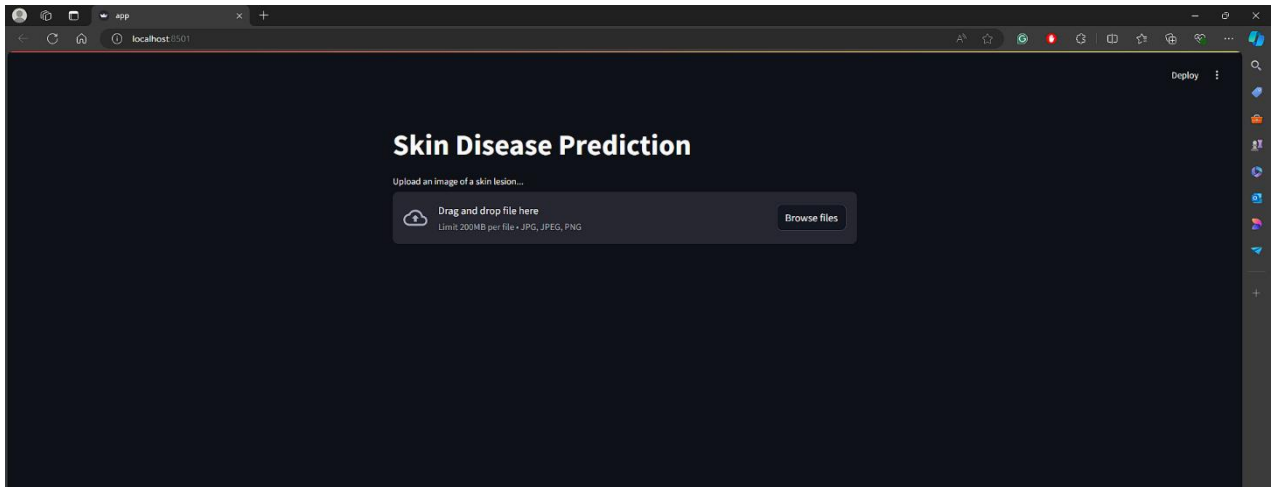 app
localhost:8501
Deploy
Skin Disease Prediction
Upload an image of a skin lesion...
Drag and drop file here
Limit 200MB per file • JPG, JPEG, PNG
Browse files